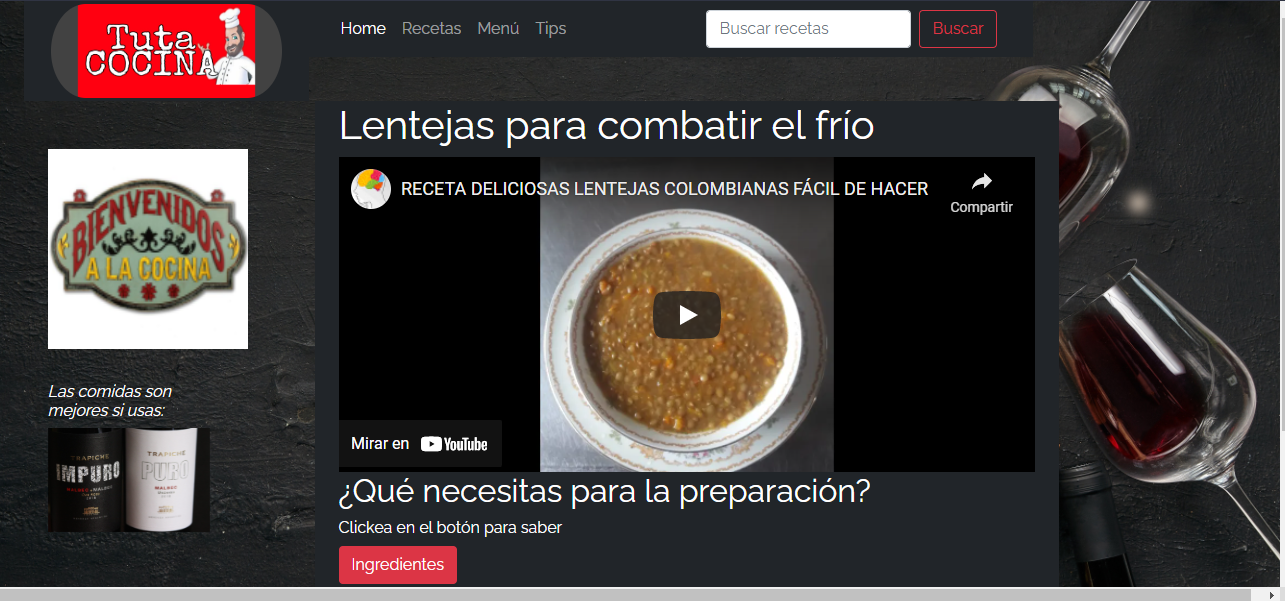 Tuta
COCINA
Home Recetas Menú Tips
Buscar recetas
Buscar
BIENVENIDOS
A LA COCINA
Las comidas son
mejores si usas:
TRAPICHE
IMPURO
TRAPICHE
PURO
MALBEC
Lentejas para combatir el frío
RECETA DELICIOSAS LENTEJAS COLOMBIANAS FÁCIL DE HACER
Compartir
Mirar en YouTube
¿Qué necesitas para la preparación?
Clickea en el botón para saber
Ingredientes